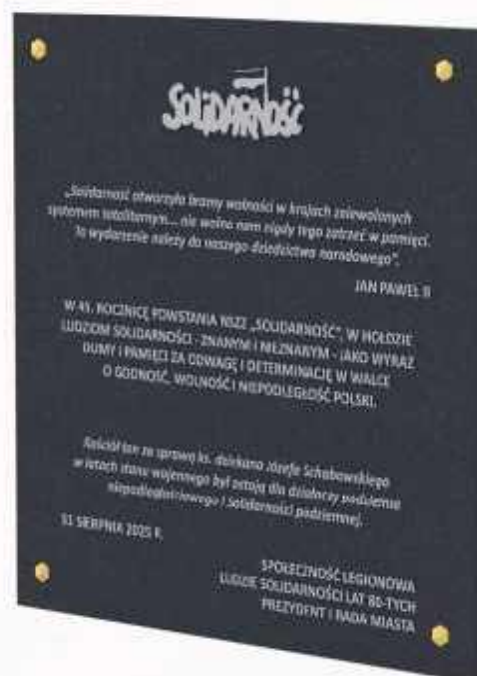 SOLIDARNOŚĆ
„Solidarność otworzyła bramy wolności w krajach zniewolonych
systemem totalitarnym... nie wolno nam nigdy tego zatrzeć w pamięci.
To wydarzenie należy do naszego dziedzictwa narodowego”.
JAN PAWEŁ II
W 45. ROCZNICĘ POWSTANIA NSZZ „SOLIDARNOŚĆ”, W HOŁDZIE
LUDZIOM SOLIDARNOŚCI - ZNANYM I NIEZNANYM - JAKO WYRAZ
DUMY I PAMIĘCI ZA ODWAGĘ I DETERMINACJĘ W WALCE
O GODNOŚĆ, WOLNOŚĆ I NIEPODLEGŁOŚĆ POLSKI.
Kościół ten za sprawą ks. dziekana Józefa Schabowskiego
w latach stanu wojennego był ostoją dla działaczy podziemia
niepodległościowego i Solidarności podziemnej.
31 SIERPNIA 2025 R.
SPOŁECZNOŚĆ LEGIONOWA
LUDZIE SOLIDARNOŚCI LAT 80-TYCH
PREZYDENT I RADA MIASTA